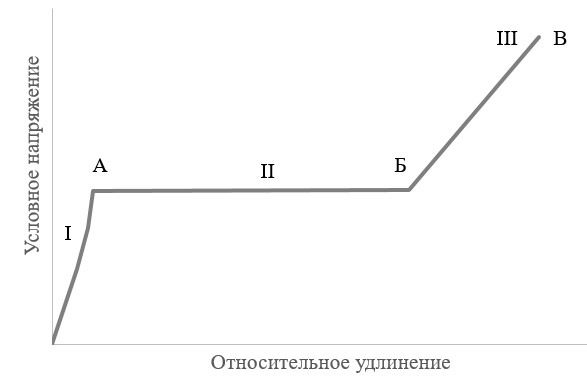 Условное напряжение
III
В
А
Б
II
I
Относительное удлинение